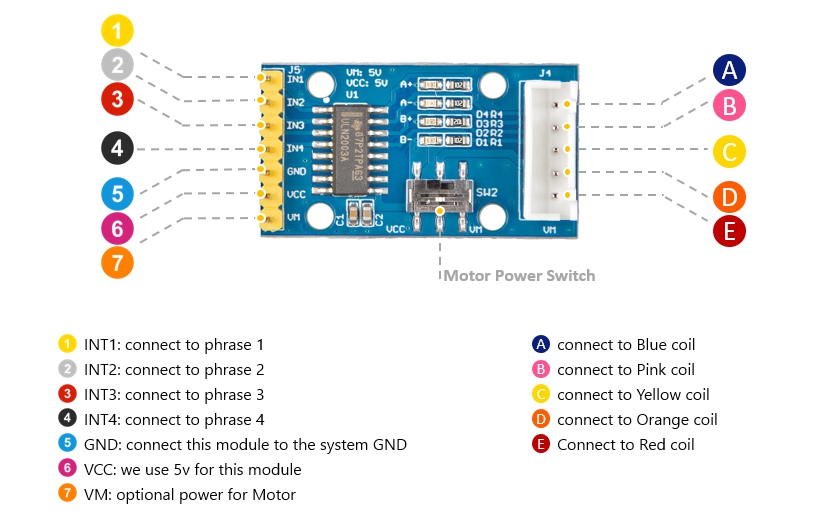 1
2
3
4
5
6
7
J5
IN1
IN2
IN3
IN4
GND
VCC
VM
VM: 5V
VCC: 5V
U1
67P2TPAG3
ULN2003A
A+
A-
B+
B-
D4 R4
D3 R3
D2 R2
D1 R1
SW2
C1
C2
VCC
VM
J4
VM
A
B
C
D
E
Motor Power Switch
1 INT1: connect to phrase 1
2 INT2: connect to phrase 2
3 INT3: connect to phrase 3
4 INT4: connect to phrase 4
5 GND: connect this module to the system GND
6 VCC: we use 5v for this module
7 VM: optional power for Motor
A connect to Blue coil
B connect to Pink coil
C connect to Yellow coil
D connect to Orange coil
E Connect to Red coil